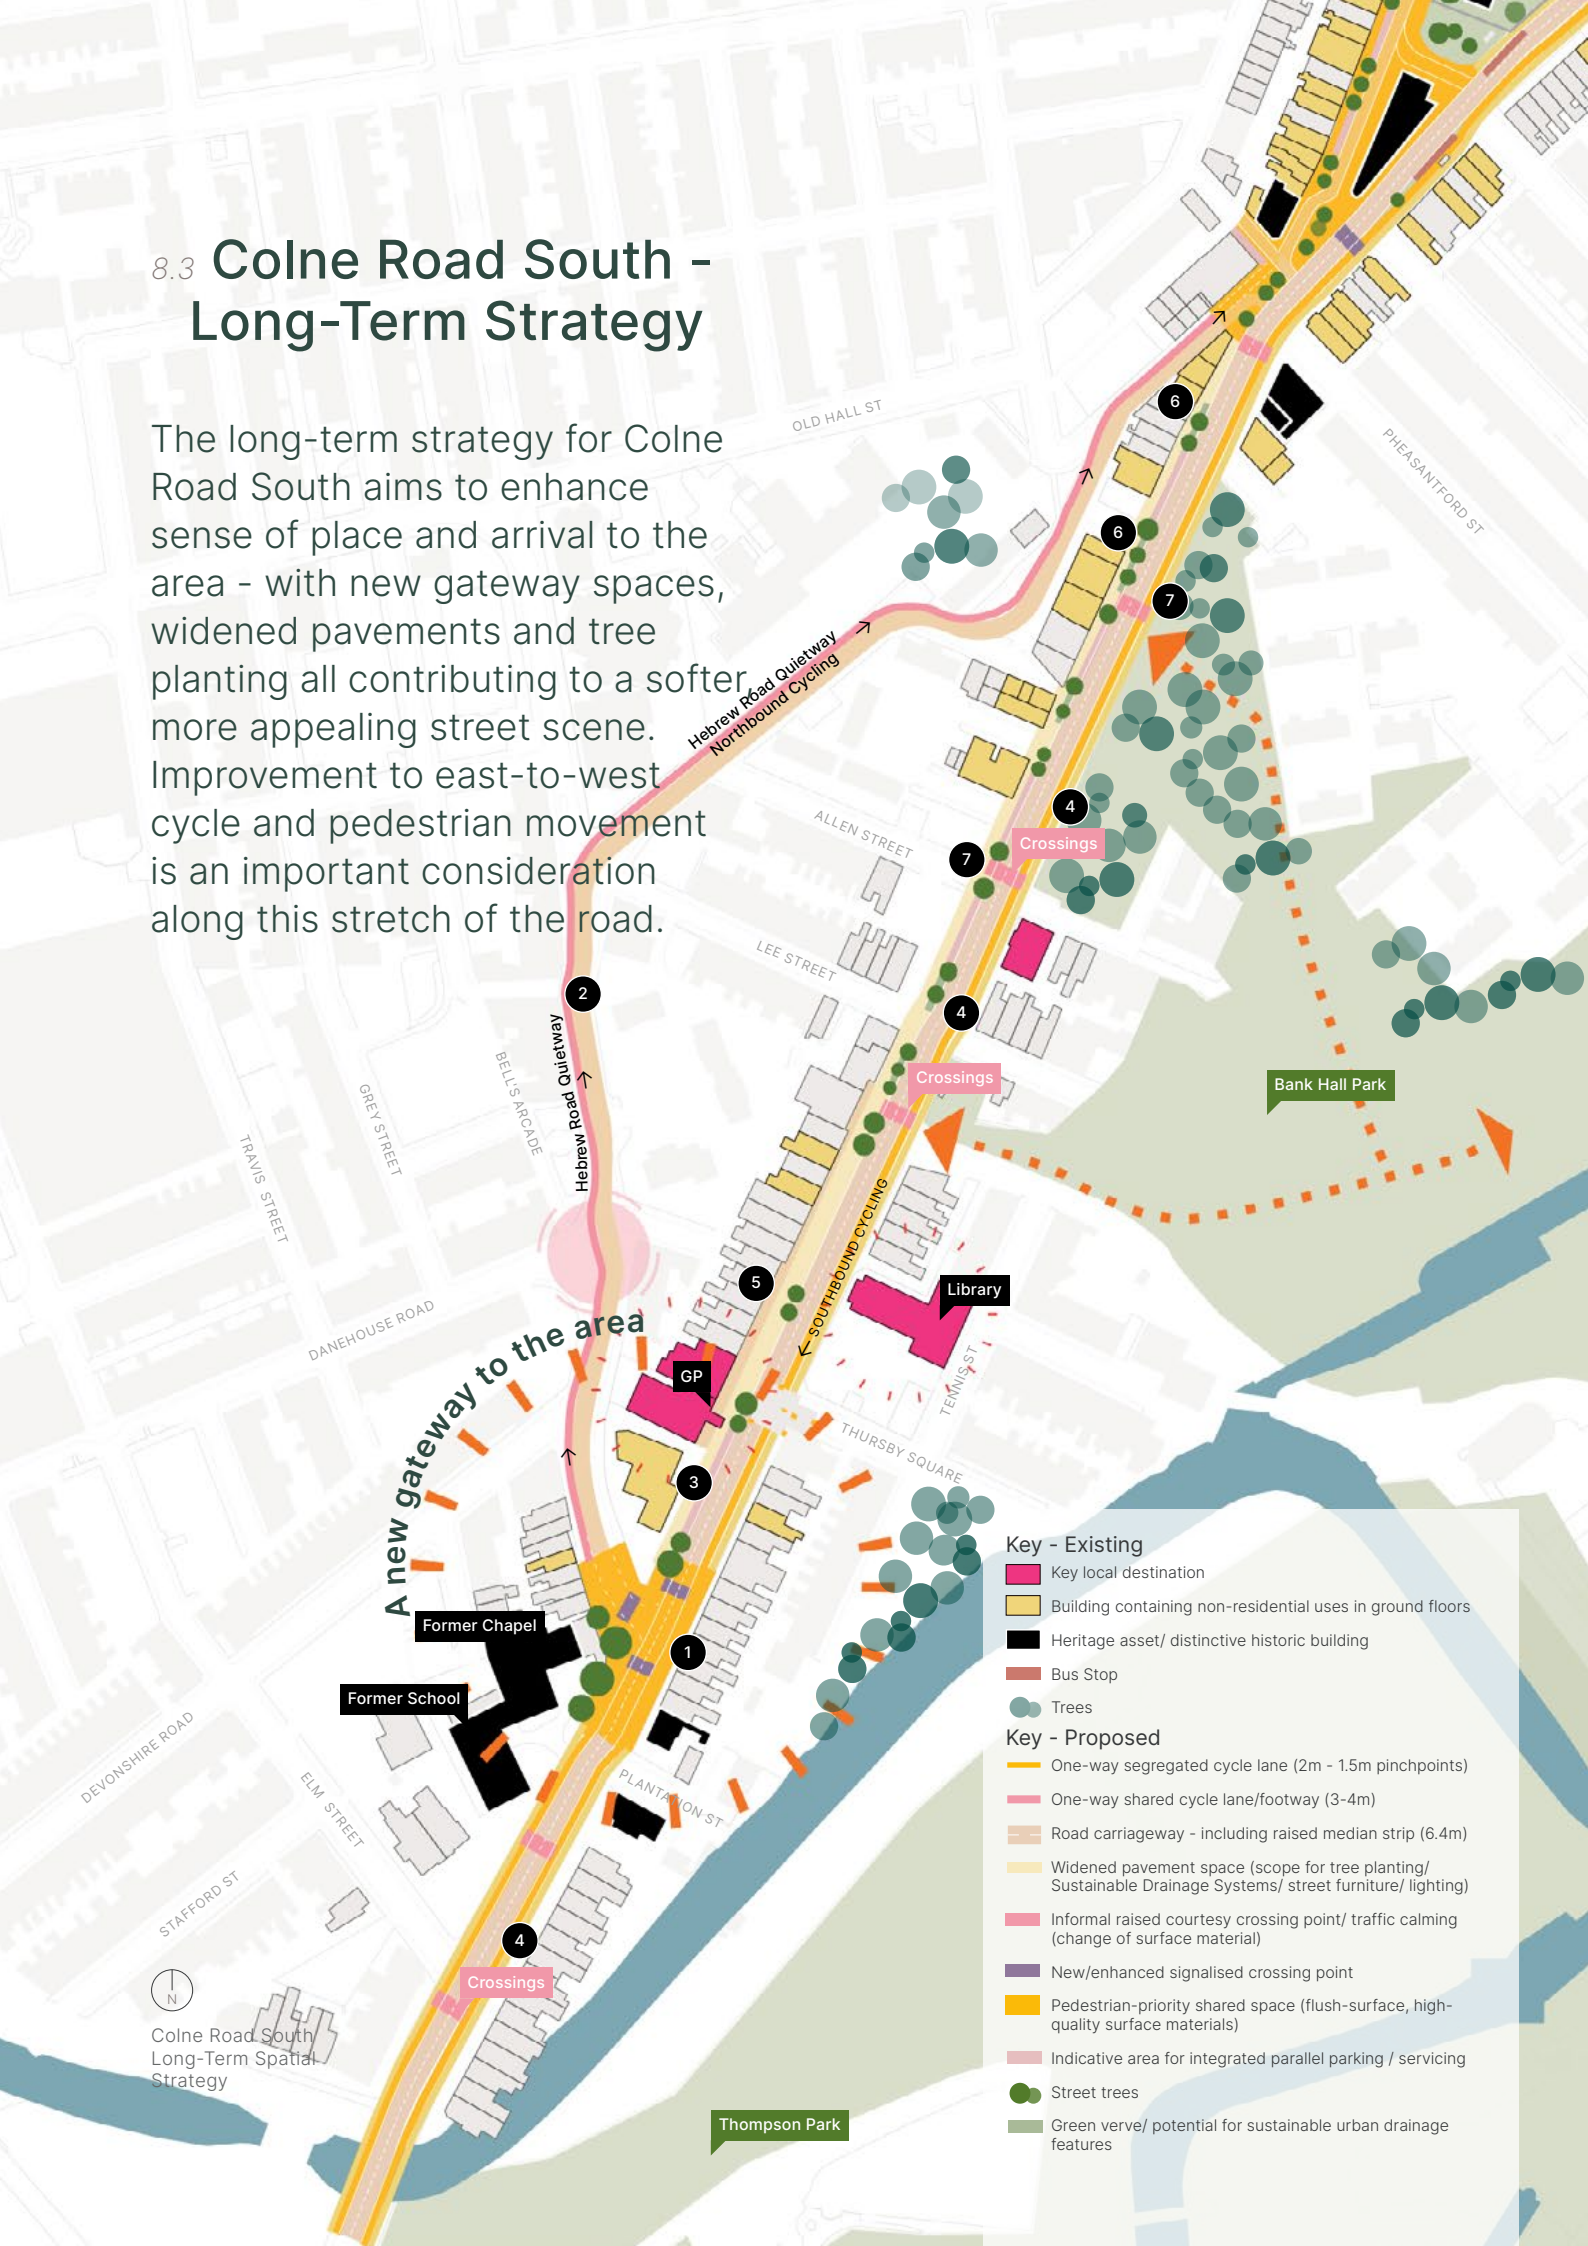 8.3 Colne Road South -
Long-Term Strategy
The long-term strategy for Colne
Road South aims to enhance
sense of place and arrival to the
area - with new gateway spaces,
widened pavements and tree
planting all contributing to a softer,
more appealing street scene.
Improvement to east-to-west
cycle and pedestrian movement
is an important consideration
along this stretch of the road.
OLD HALL ST
PHEASANTFORD ST
6
6
7
Hebrew Road Quietway
Northbound Cycling
4
Crossings
7
ALLEN STREET
LEE STREET
2
4
Crossings
Bank Hall Park
Hebrew Road Quietway
BELL'S ARCADE
GREY STREET
TRAVIS STREET
SOUTHBOUND CYCLING
5
Library
DANEHOUSE ROAD
A new gateway to the area
GP
TENNIS ST
THURSBY SQUARE
3
Former Chapel
1
Former School
DEVONSHIRE ROAD
ELM STREET
PLANTATION ST
STAFFORD ST
4
Crossings
N
Colne Road South
Long-Term Spatial
Strategy
Thompson Park
Key - Existing
Key local destination
Building containing non-residential uses in ground floors
Heritage asset/ distinctive historic building
Bus Stop
Trees
Key - Proposed
One-way segregated cycle lane (2m - 1.5m pinchpoints)
One-way shared cycle lane/footway (3-4m)
Road carriageway - including raised median strip (6.4m)
Widened pavement space (scope for tree planting/
Sustainable Drainage Systems/ street furniture/ lighting)
Informal raised courtesy crossing point/ traffic calming
(change of surface material)
New/enhanced signalised crossing point
Pedestrian-priority shared space (flush-surface, high-
quality surface materials)
Indicative area for integrated parallel parking / servicing
Street trees
Green verve/ potential for sustainable urban drainage
features